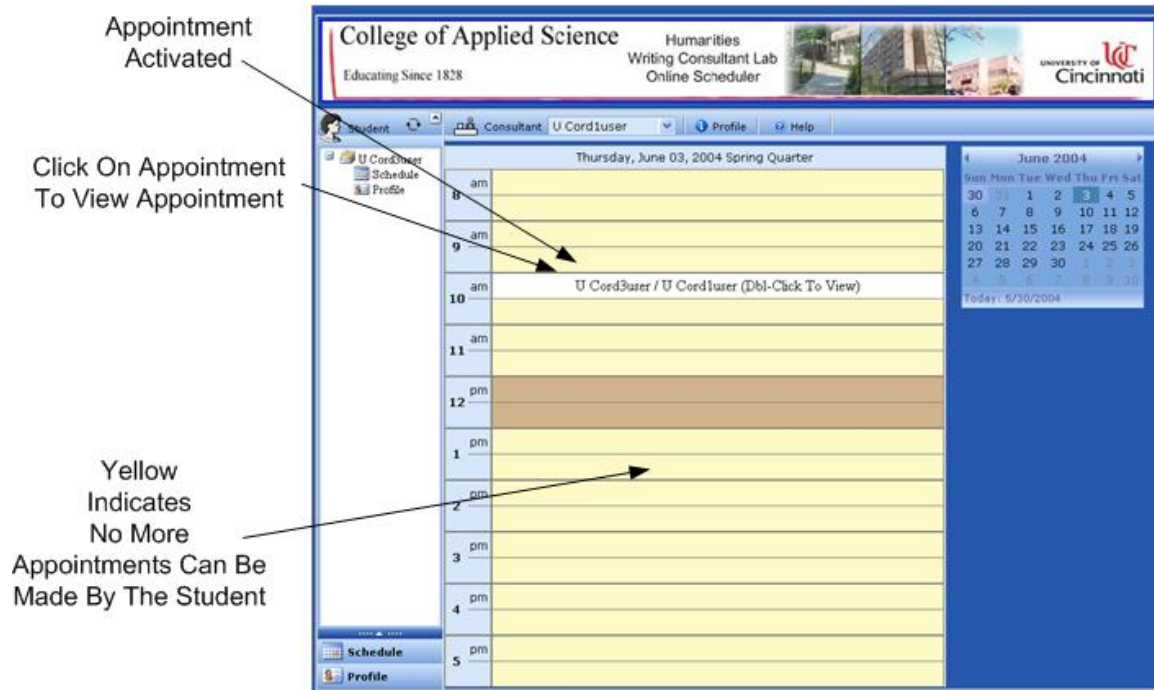 Appointment
Activated
Click On Appointment
To View Appointment
Yellow
Indicates
No More
Appointments Can Be
Made By The Student
College of Applied Science
Educating Since 1828
Humanities
Writing Consultant Lab
Online Scheduler
UNIVERSITY OF
UC
Cincinnati
Student
Consultant U Cord1user Profile Help
U Cord3user
Schedule
Profile
Thursday, June 03, 2004 Spring Quarter
8 am
9 am
10 am U Cord3user / U Cord1user (Dbl-Click To View)
11 am
12 pm
1 pm
2 pm
3 pm
4 pm
5 pm
June 2004
Sun Mon Tue Wed Thu Fri Sat
30 31 1 2 3 4 5
6 7 8 9 10 11 12
13 14 15 16 17 18 19
20 21 22 23 24 25 26
27 28 29 30 1 2 3
4 5 6 7 8 9 10
Today: 5/30/2004
Schedule
Profile